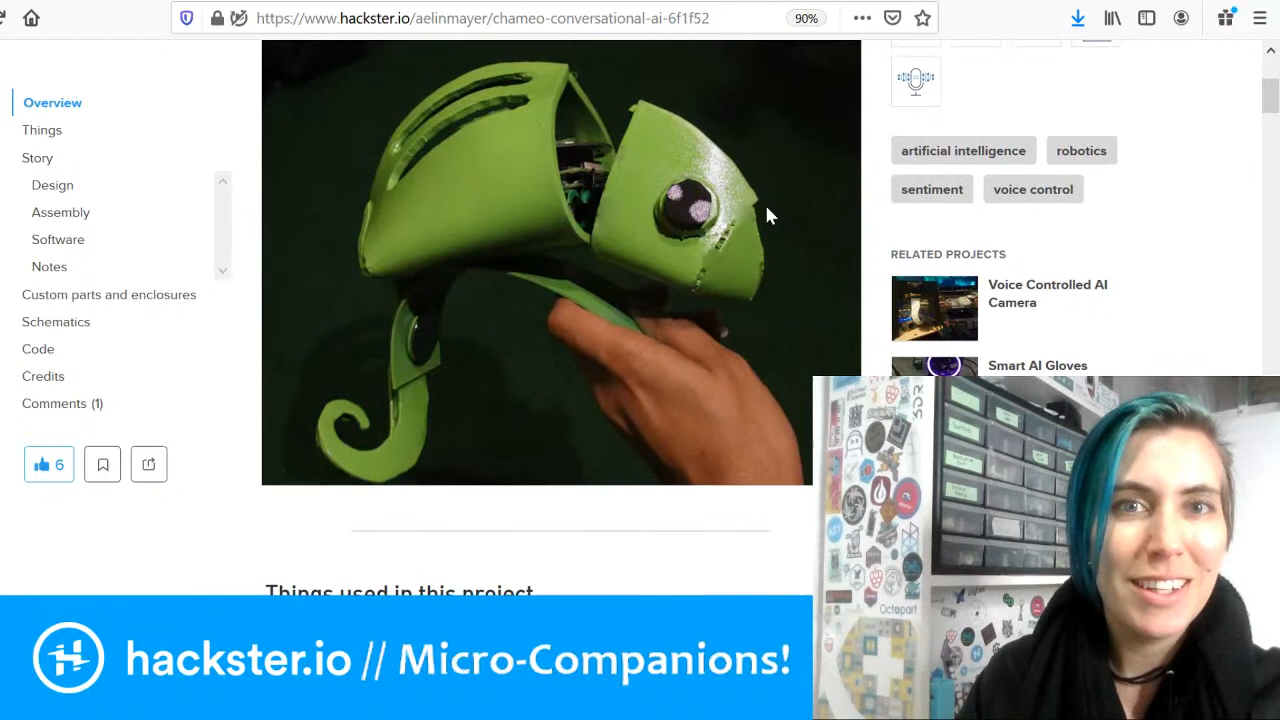 https://www.hackster.io/aelinmayer/chameo-conversational-ai-6f1f52
90%
Overview
Things
Story
Design
Assembly
Software
Notes
Custom parts and enclosures
Schematics
Code
Credits
Comments (1)
6
artificial intelligence
robotics
sentiment
voice control
RELATED PROJECTS
Voice Controlled AI
Camera
Smart AI Gloves
Things used in this project
hackster.io // Micro-Companions!
SDR
Octopart